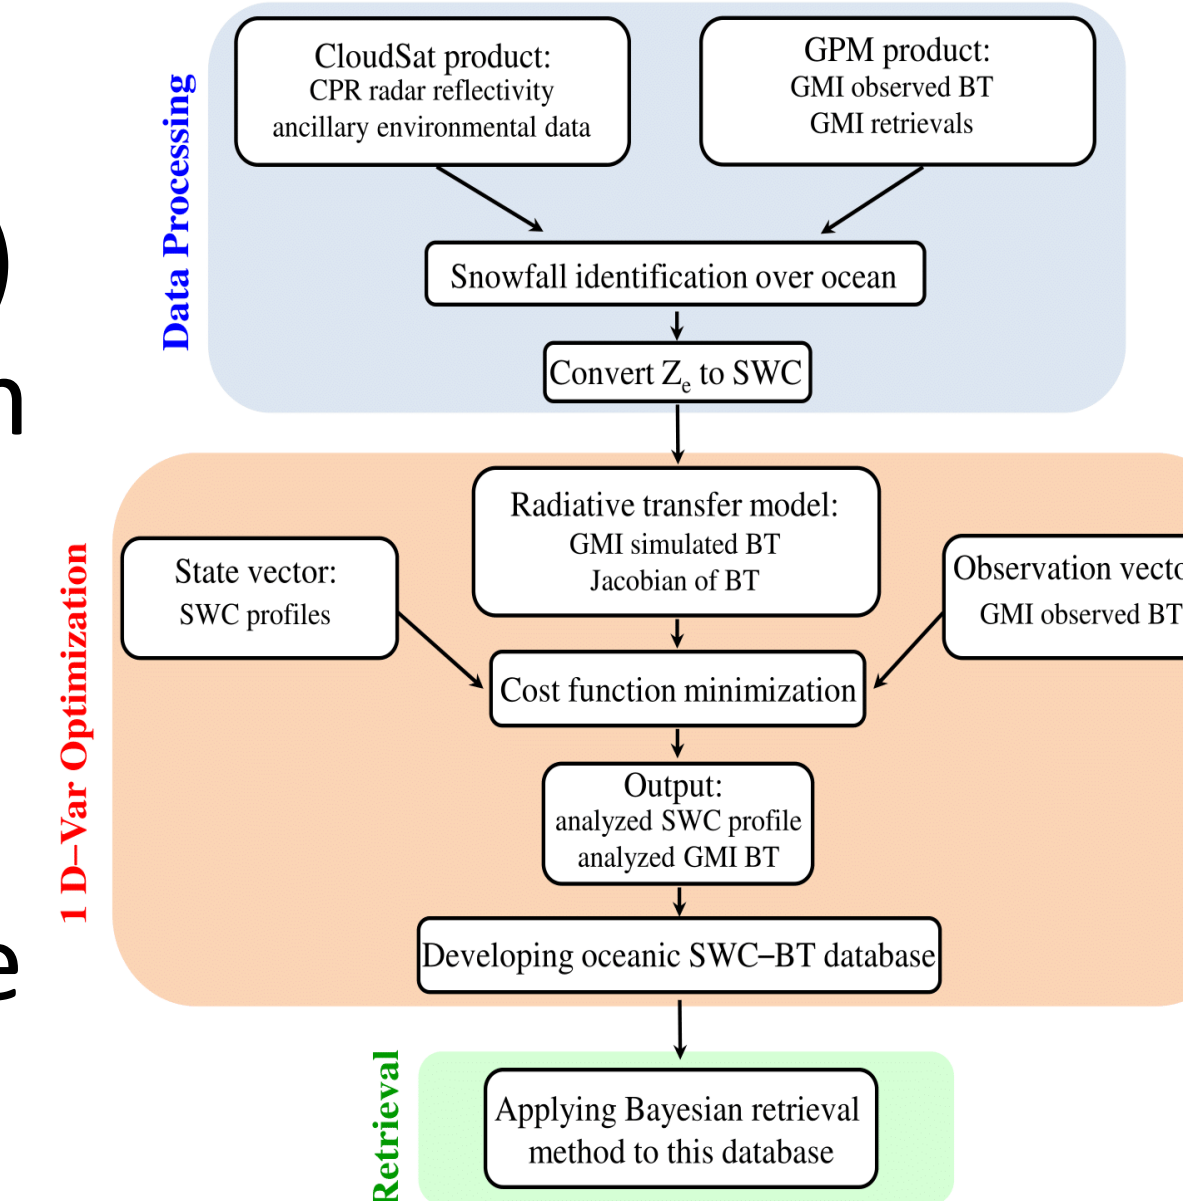 Data Processing
CloudSat product:
CPR radar reflectivity
ancillary environmental data
GPM product:
GMI observed BT
GMI retrievals
Snowfall identification over ocean
Convert Ze to SWC
1 D–Var Optimization
Radiative transfer model:
GMI simulated BT
Jacobian of BT
State vector:
SWC profiles
Observation vecto
GMI observed BT
Cost function minimization
Output:
analyzed SWC profile
analyzed GMI BT
Developing oceanic SWC–BT database
Retrieval
Applying Bayesian retrieval
method to this database
)
n
e